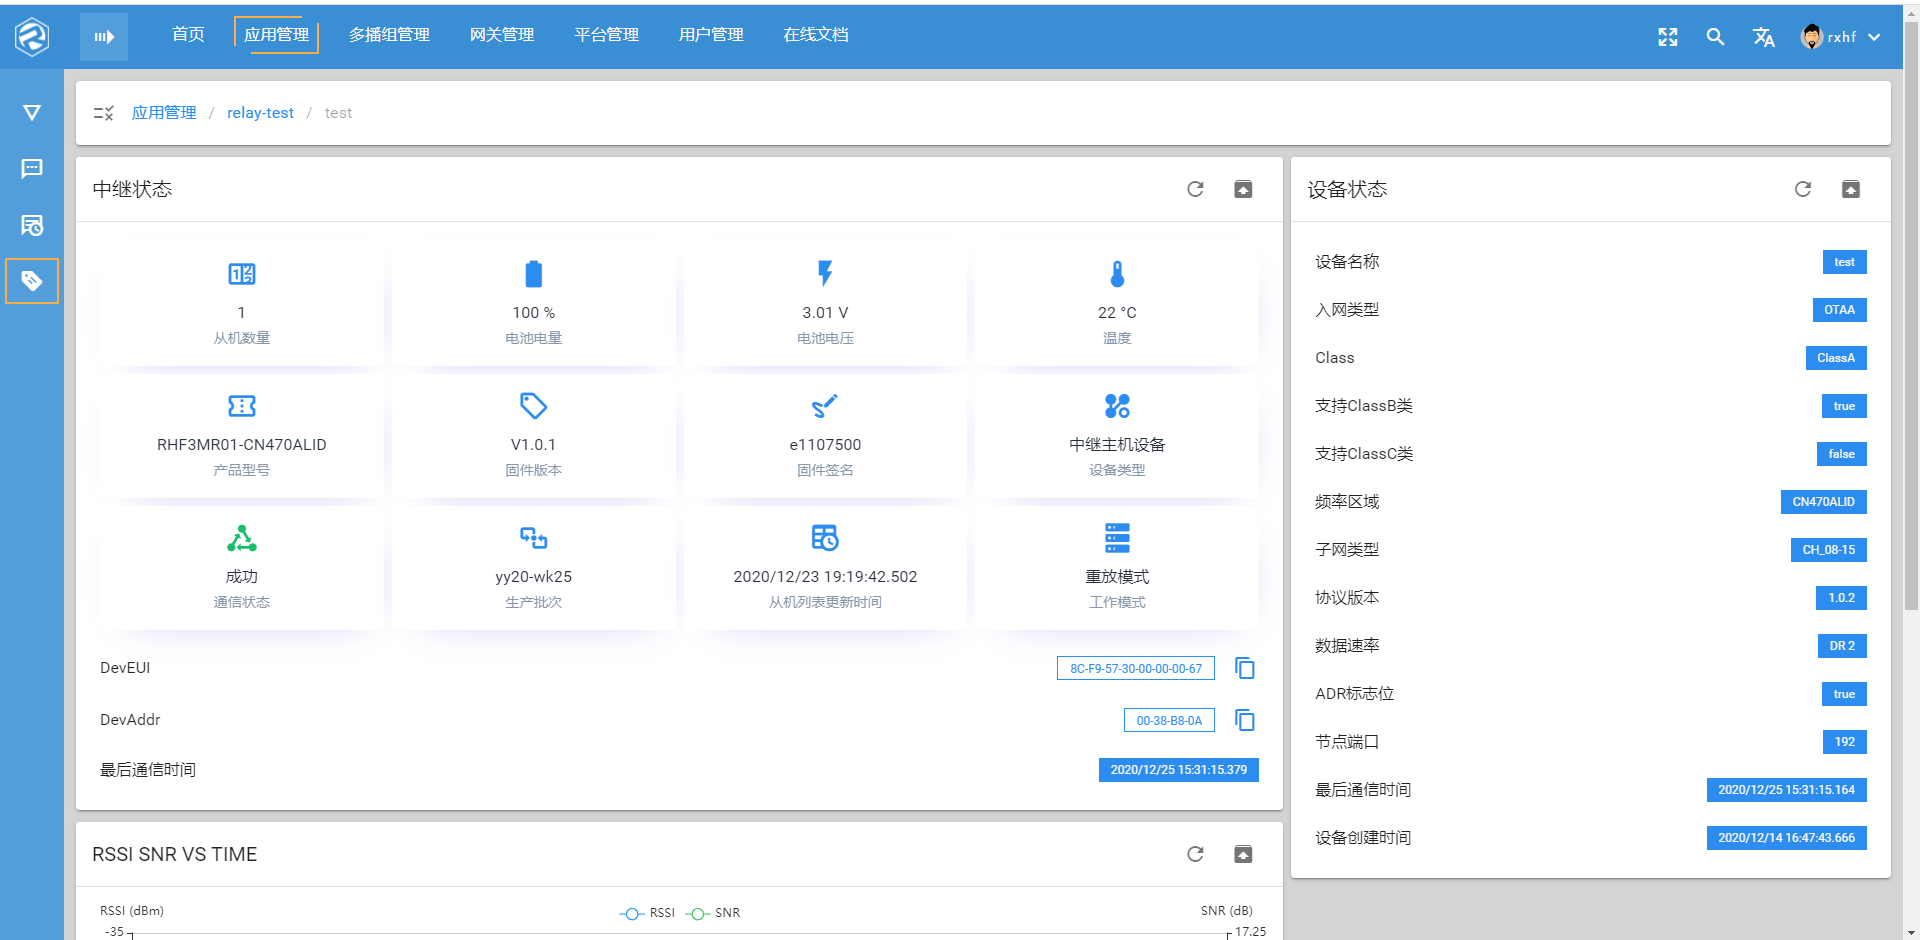 首页
应用管理
多播组管理
网关管理
平台管理
用户管理
在线文档
rxhf
应用管理 / relay-test / test
中继状态
1
从机数量
100 %
电池电量
3.01 V
电池电压
22 °C
温度
RHF3MR01-CN470ALID
产品型号
V1.0.1
固件版本
e1107500
固件签名
中继主机设备
设备类型
成功
通信状态
yy20-wk25
生产批次
2020/12/23 19:19:42.502
从机列表更新时间
重放模式
工作模式
DevEUI 8C-F9-57-30-00-00-00-67
DevAddr 00-38-B8-0A
最后通信时间 2020/12/25 15:31:15.379
设备状态
设备名称 test
入网类型 OTAA
Class ClassA
支持ClassB类 true
支持ClassC类 false
频率区域 CN470ALID
子网类型 CH_08-15
协议版本 1.0.2
数据速率 DR 2
ADR标志位 true
节点端口 192
最后通信时间 2020/12/25 15:31:15.164
设备创建时间 2020/12/14 16:47:43.666
RSSI SNR VS TIME
RSSI (dBm)
RSSI SNR
SNR (dB)
-35
17.25